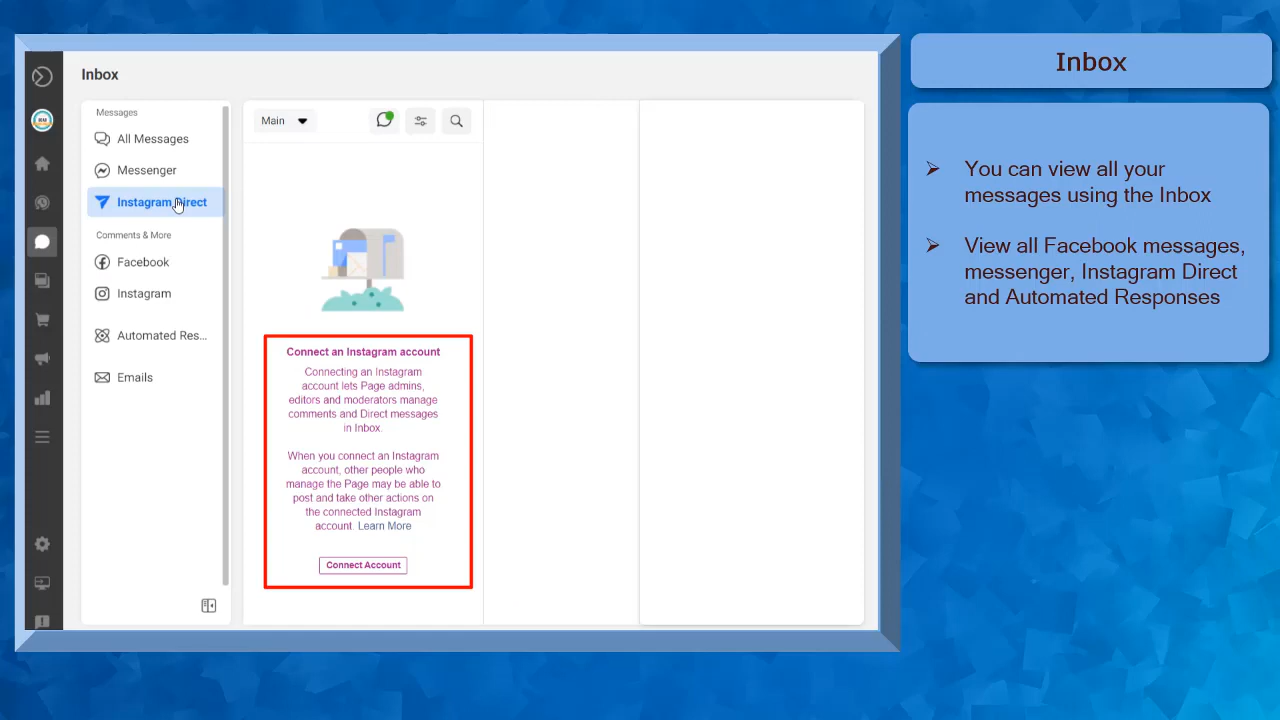 Inbox
Messages
All Messages
Messenger
Instagram Direct
Comments & More
Facebook
Instagram
Automated Res...
Emails
Main
Connect an Instagram account
Connecting an Instagram
account lets Page admins,
editors and moderators manage
comments and Direct messages
in Inbox.
When you connect an Instagram
account, other people who
manage the Page may be able to
post and take other actions on
the connected Instagram
account. Learn More
Connect Account
Inbox
You can view all your
messages using the Inbox
View all Facebook messages,
messenger, Instagram Direct
and Automated Responses